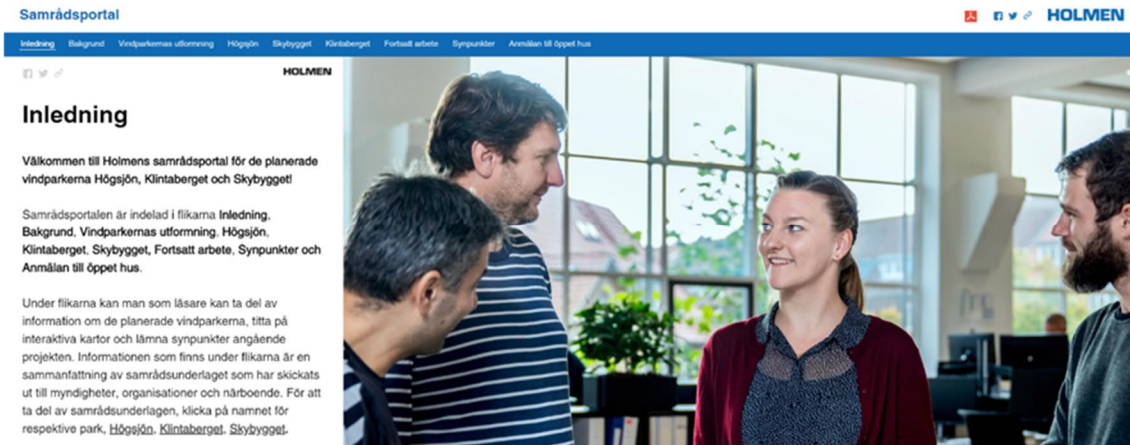 Samrådsportal
HOLMEN
Inledning Bakgrund Vindparkernas utformning Högsjön Skybygget Klintaberget Fortsatt arbete Synpunkter Anmälan till öppet hus
HOLMEN
Inledning
Välkommen till Holmens samrådsportal för de planerade
vindparkerna Högsjön, Klintaberget och Skybygget!
Samrådsportalen är indelad i flikarna Inledning,
Bakgrund, Vindparkernas utformning, Högsjön,
Klintaberget, Skybygget, Fortsatt arbete, Synpunkter och
Anmälan till öppet hus.
Under flikarna kan man som läsare kan ta del av
information om de planerade vindparkerna, titta på
interaktiva kartor och lämna synpunkter angående
projekten. Informationen som finns under flikarna är en
sammanfattning av samrådsunderlaget som har skickats
ut till myndigheter, organisationer och närboende. För att
ta del av samrådsunderlagen, klicka på namnet för
respektive park, Högsjön, Klintaberget, Skybygget.